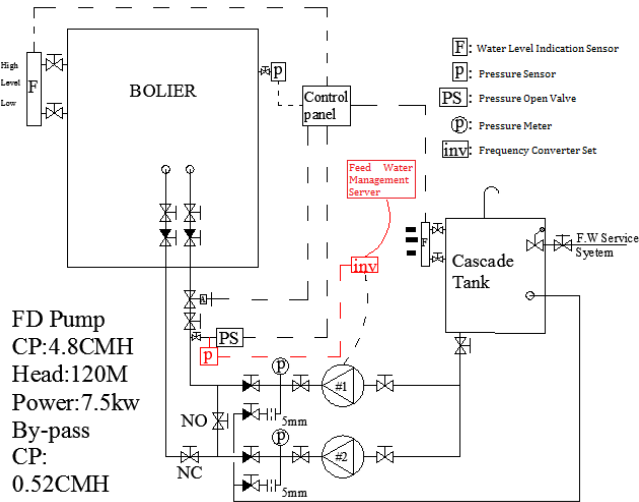 High
Level
Low
F
BOLIER
p
Control
panel
F: Water Level Indication Sensor
p: Pressure Sensor
PS: Pressure Open Valve
p: Pressure Meter
inv: Frequency Converter Set
Feed Water
Management
Server
inv
F
Cascade
Tank
F.W Service
Syetem
PS
p
FD Pump
CP:4.8CMH
Head:120M
Power:7.5kw
By-pass
CP:
0.52CMH
p
#1
5mm
NO
NC
p
#2
5mm